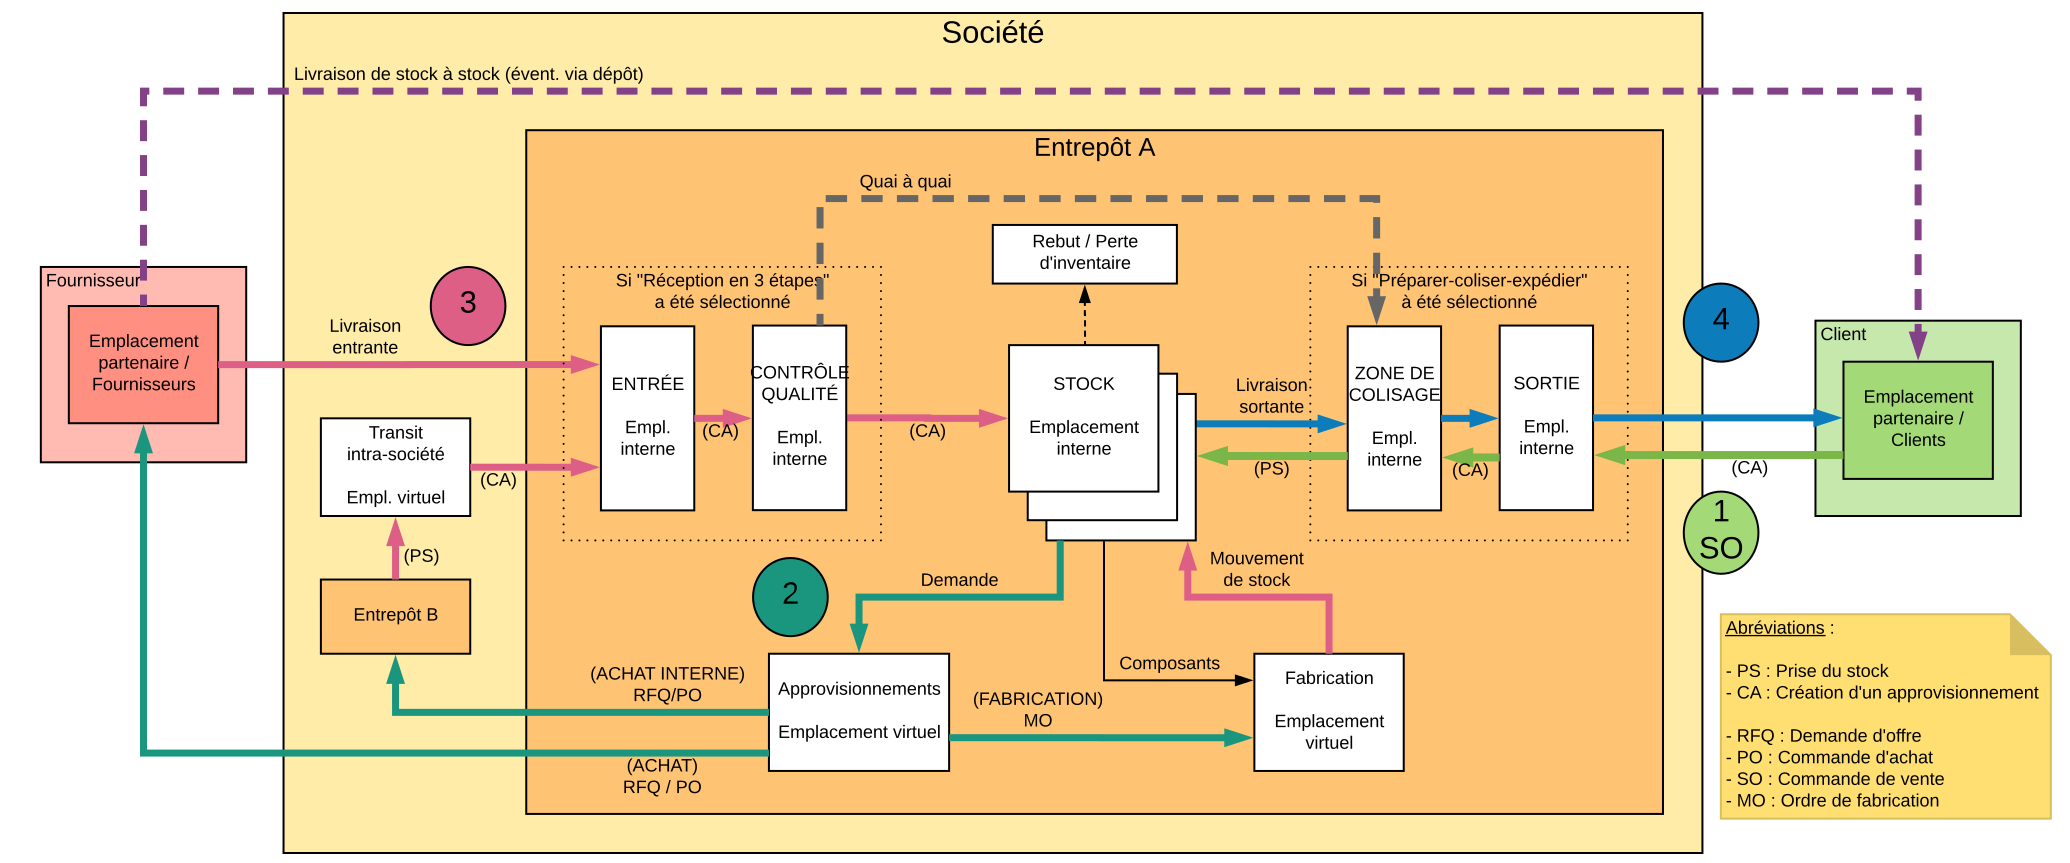 Société
Livraison de stock à stock (évent. via dépôt)
Entrepôt A
Quai à quai
Fournisseur
Emplacement
partenaire /
Fournisseurs
Livraison
entrante
3
Transit
intra-société
Empl. virtuel
(CA)
(PS)
Entrepôt B
Si "Réception en 3 étapes"
a été sélectionné
ENTRÉE
Empl.
interne
(CA)
CONTRÔLE
QUALITÉ
Empl.
interne
(CA)
Rebut / Perte
d'inventaire
STOCK
Emplacement
interne
Livraison
sortante
(PS)
Si "Préparer-coliser-expédier"
à été sélectionné
ZONE DE
COLISAGE
Empl.
interne
(CA)
SORTIE
Empl.
interne
4
(CA)
1
SO
Client
Emplacement
partenaire /
Clients
2
Demande
Mouvement
de stock
Composants
(ACHAT INTERNE)
RFQ/PO
Approvisionnements
Emplacement virtuel
(FABRICATION)
MO
Fabrication
Emplacement
virtuel
(ACHAT)
RFQ / PO
Abréviations :
- PS : Prise du stock
- CA : Création d'un approvisionnement
- RFQ : Demande d'offre
- PO : Commande d'achat
- SO : Commande de vente
- MO : Ordre de fabrication